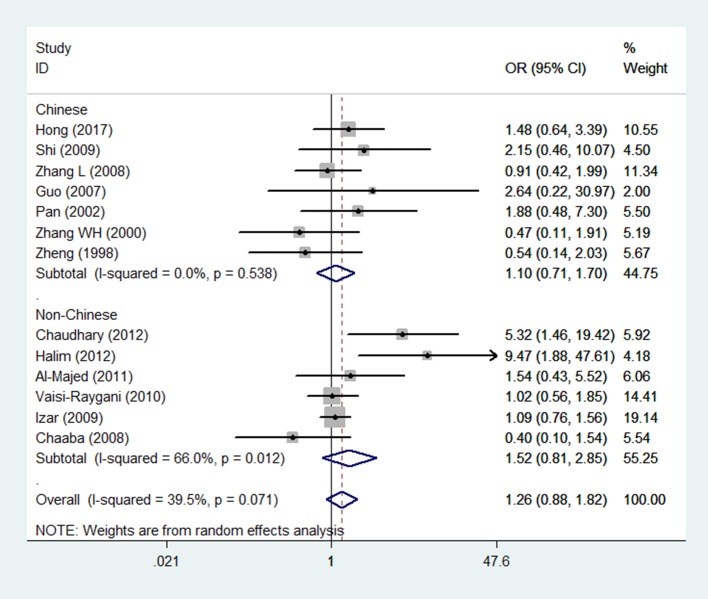 Study %
ID OR (95% CI) Weight
Chinese
Hong (2017) 1.48 (0.64, 3.39) 10.55
Shi (2009) 2.15 (0.46, 10.07) 4.50
Zhang L (2008) 0.91 (0.42, 1.99) 11.34
Guo (2007) 2.64 (0.22, 30.97) 2.00
Pan (2002) 1.88 (0.48, 7.30) 5.50
Zhang WH (2000) 0.47 (0.11, 1.91) 5.19
Zheng (1998) 0.54 (0.14, 2.03) 5.67
Subtotal (I-squared = 0.0%, p = 0.538) 1.10 (0.71, 1.70) 44.75
.
Non-Chinese
Chaudhary (2012) 5.32 (1.46, 19.42) 5.92
Halim (2012) 9.47 (1.88, 47.61) 4.18
Al-Majed (2011) 1.54 (0.43, 5.52) 6.06
Vaisi-Raygani (2010) 1.02 (0.56, 1.85) 14.41
Izar (2009) 1.09 (0.76, 1.56) 19.14
Chaaba (2008) 0.40 (0.10, 1.54) 5.54
Subtotal (I-squared = 66.0%, p = 0.012) 1.52 (0.81, 2.85) 55.25
.
Overall (I-squared = 39.5%, p = 0.071) 1.26 (0.88, 1.82) 100.00
NOTE: Weights are from random effects analysis
.021 1 47.6